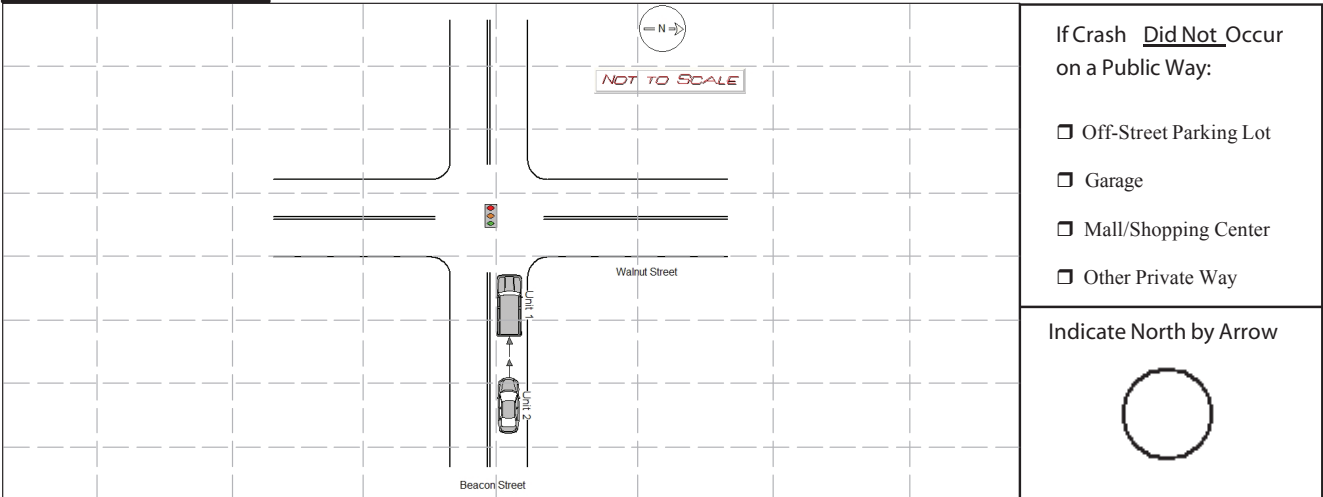 N
NOT TO SCALE
Walnut Street
Unit 1
Unit 2
Beacon Street
If Crash Did Not Occur
on a Public Way:
❒ Off-Street Parking Lot
❒ Garage
❒ Mall/Shopping Center
❒ Other Private Way
Indicate North by Arrow